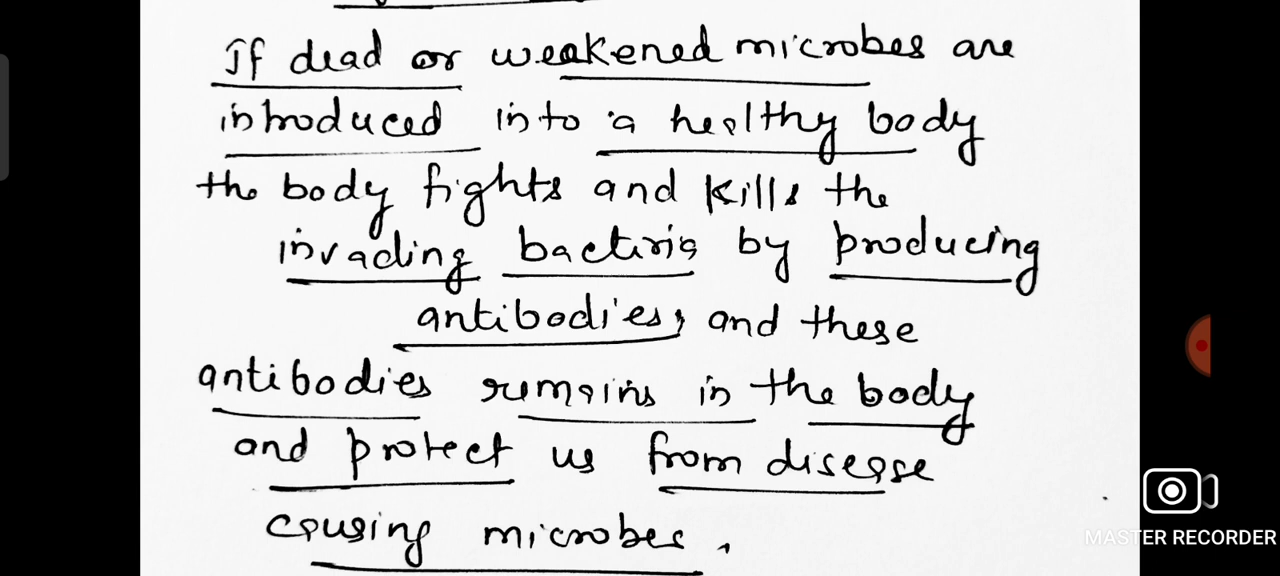 If dead or weakened microbes are
introduced into a healthy body
the body fights and kills the
invading bacteria by producing
antibodies, and these
antibodies remains in the body
and protect us from disease
causing microbes.
MASTER RECORDER